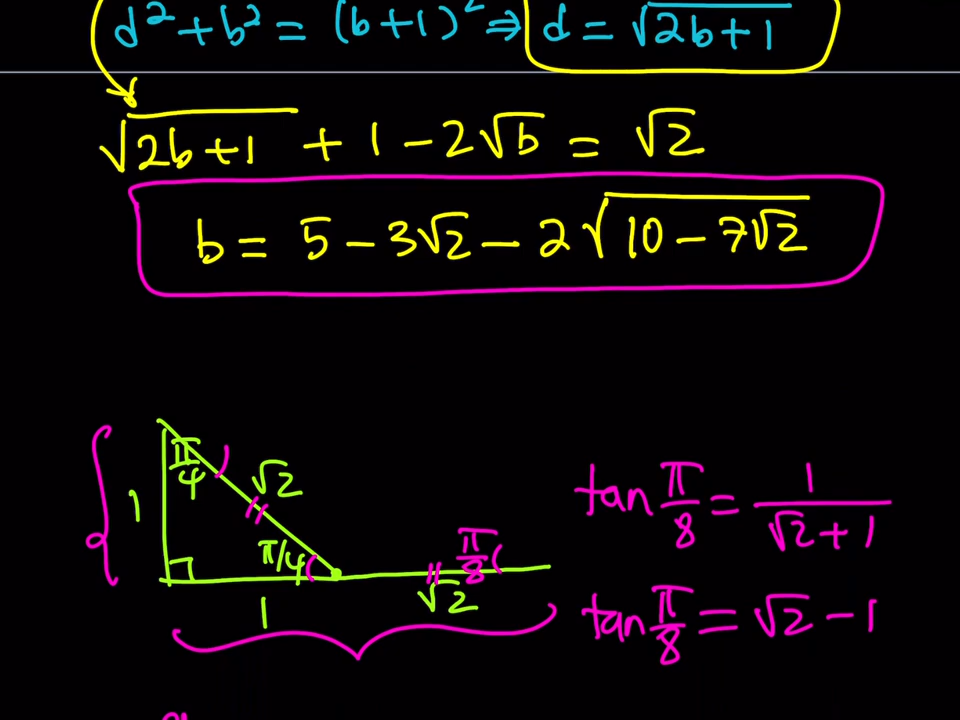 d² + b² = (b+1)² ⇒ d = √(2b+1)
√(2b+1) + 1 − 2√b = √2
b = 5 − 3√2 − 2√(10 − 7√2)
π/4
√2
1
π/4
π/8
1
√2
tan π/8 = 1/(√2+1)
tan π/8 = √2 − 1